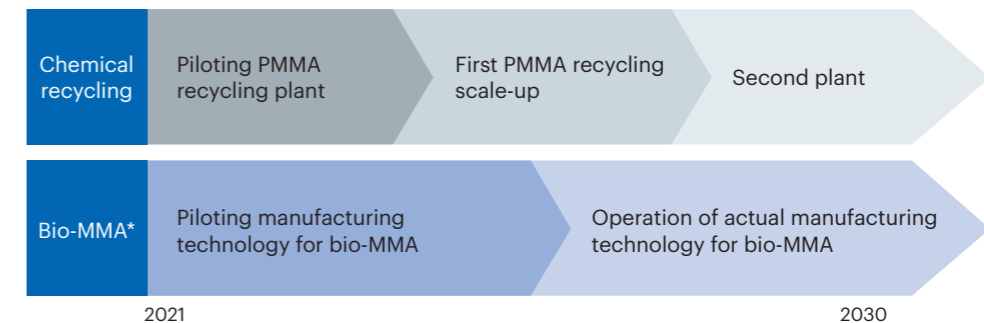 Chemical
recycling
Piloting PMMA
recycling plant
First PMMA recycling
scale-up
Second plant
Bio-MMA*
Piloting manufacturing
technology for bio-MMA
Operation of actual manufacturing
technology for bio-MMA
2021
2030